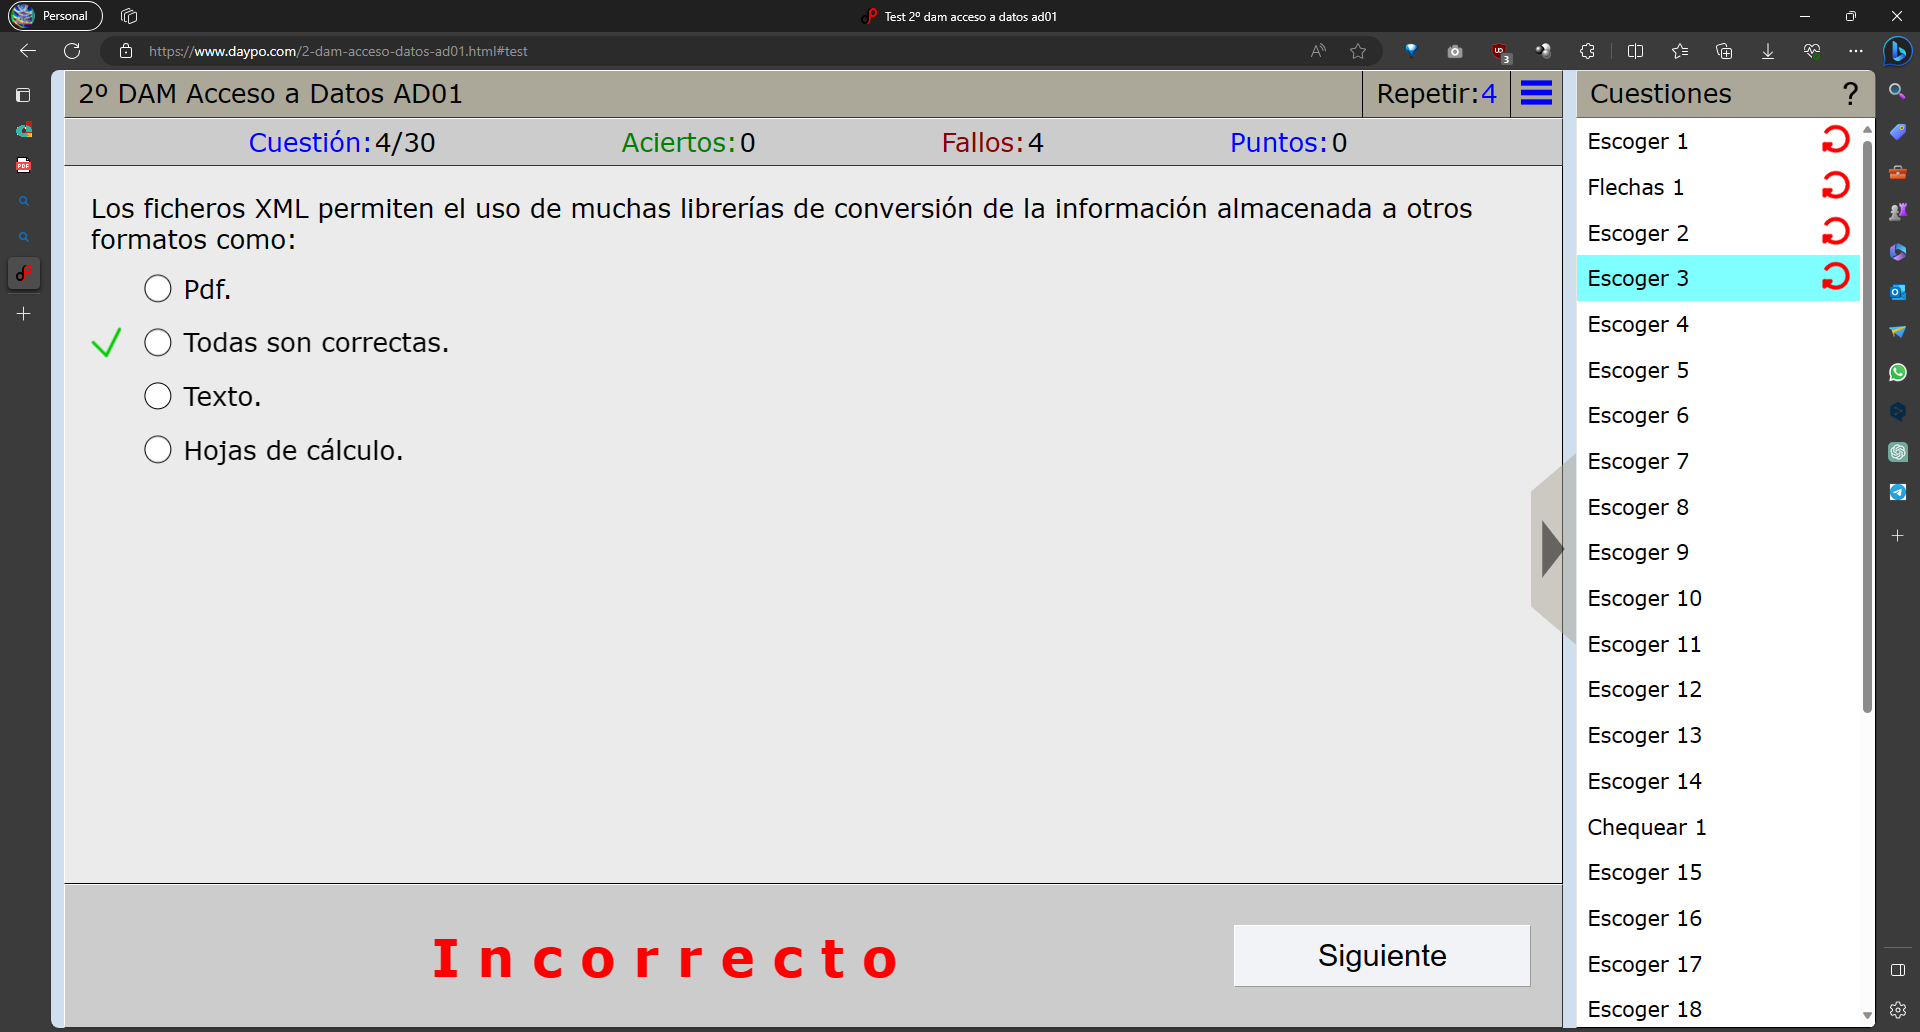 Personal
Test 2º dam acceso a datos ad01
https://www.daypo.com/2-dam-acceso-datos-ad01.html#test
2º DAM Acceso a Datos AD01
Repetir:4
Cuestiones
?
Cuestión:4/30
Aciertos:0
Fallos:4
Puntos:0
Los ficheros XML permiten el uso de muchas librerías de conversión de la información almacenada a otros
formatos como:
Pdf.
Todas son correctas.
Texto.
Hojas de cálculo.
Incorrecto
Siguiente
Escoger 1
Flechas 1
Escoger 2
Escoger 3
Escoger 4
Escoger 5
Escoger 6
Escoger 7
Escoger 8
Escoger 9
Escoger 10
Escoger 11
Escoger 12
Escoger 13
Escoger 14
Chequear 1
Escoger 15
Escoger 16
Escoger 17
Escoger 18